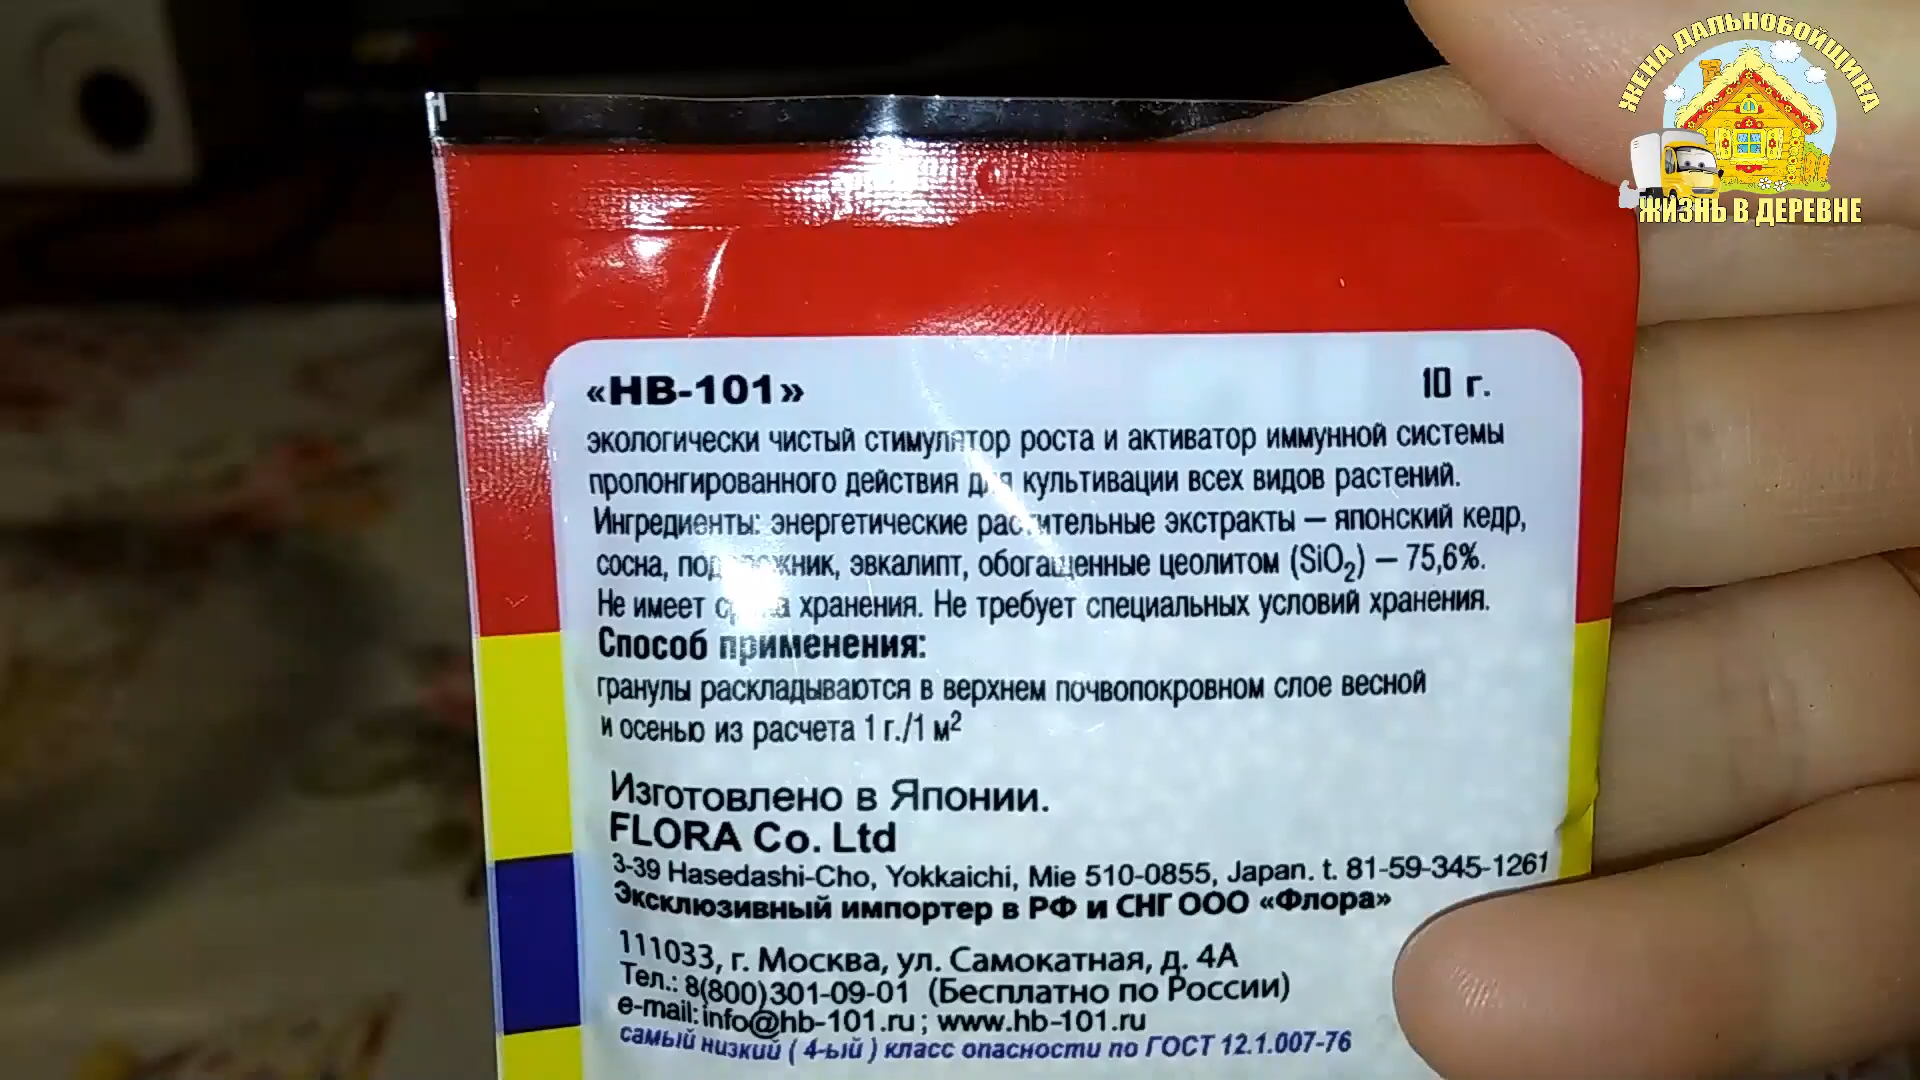 ЖЕНА ДАЛЬНОБОЙЩИКА
ЖИЗНЬ В ДЕРЕВНЕ
Н
«НВ-101»
10 г.
экологически чистый стимулятор роста и активатор иммунной системы
пролонгированного действия для культивации всех видов растений.
Ингредиенты: энергетические растительные экстракты – японский кедр,
сосна, подорожник, эвкалипт, обогащенные цеолитом (SiO₂) – 75,6%.
Не имеет срока хранения. Не требует специальных условий хранения.
Способ применения:
гранулы раскладываются в верхнем почвопокровном слое весной
и осенью из расчета 1 г./1 м²
Изготовлено в Японии.
FLORA Co. Ltd
3-39 Hasedashi-Cho, Yokkaichi, Mie 510-0855, Japan. t. 81-59-345-1261
Эксклюзивный импортер в РФ и СНГ ООО «Флора»
111033, г. Москва, ул. Самокатная, д. 4А
Тел.: 8(800)301-09-01 (Бесплатно по России)
e-mail: info@hb-101.ru; www.hb-101.ru
самый низкий ( 4-ый ) класс опасности по ГОСТ 12.1.007-76